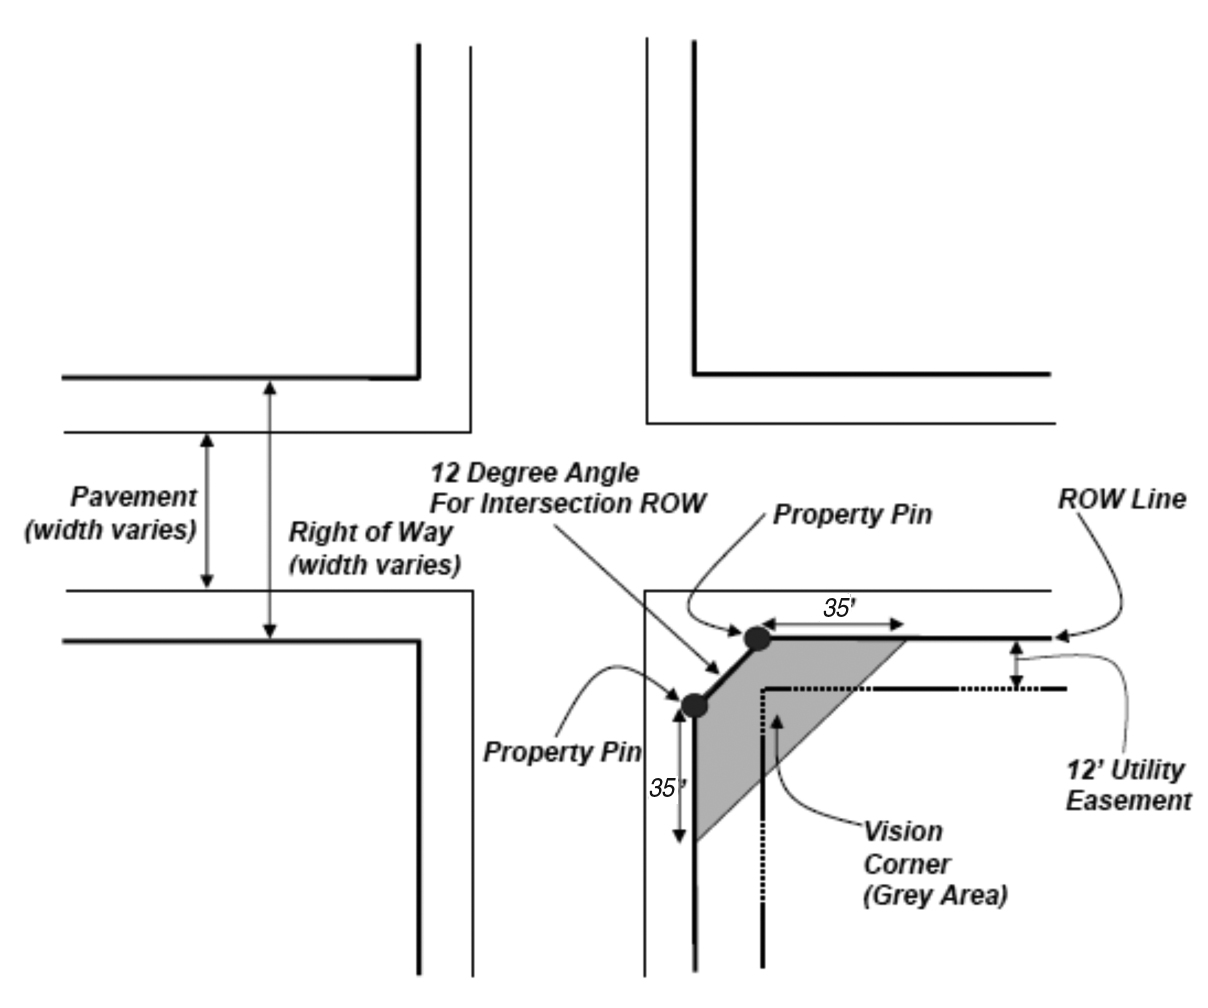 12 Degree Angle
For Intersection ROW
Pavement
(width varies)
Right of Way
(width varies)
Property Pin
ROW Line
35'
Property Pin
35'
12’ Utility
Easement
Vision
Corner
(Grey Area)